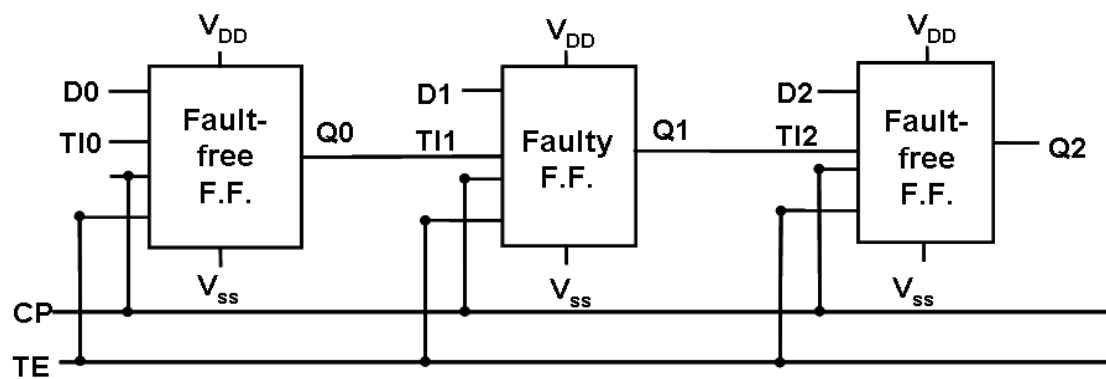 VDD
VDD
VDD
D0
D1
D2
TI0
Fault-
free
F.F.
Q0
TI1
Faulty
F.F.
Q1
TI2
Fault-
free
F.F.
Q2
Vss
Vss
Vss
CP
TE